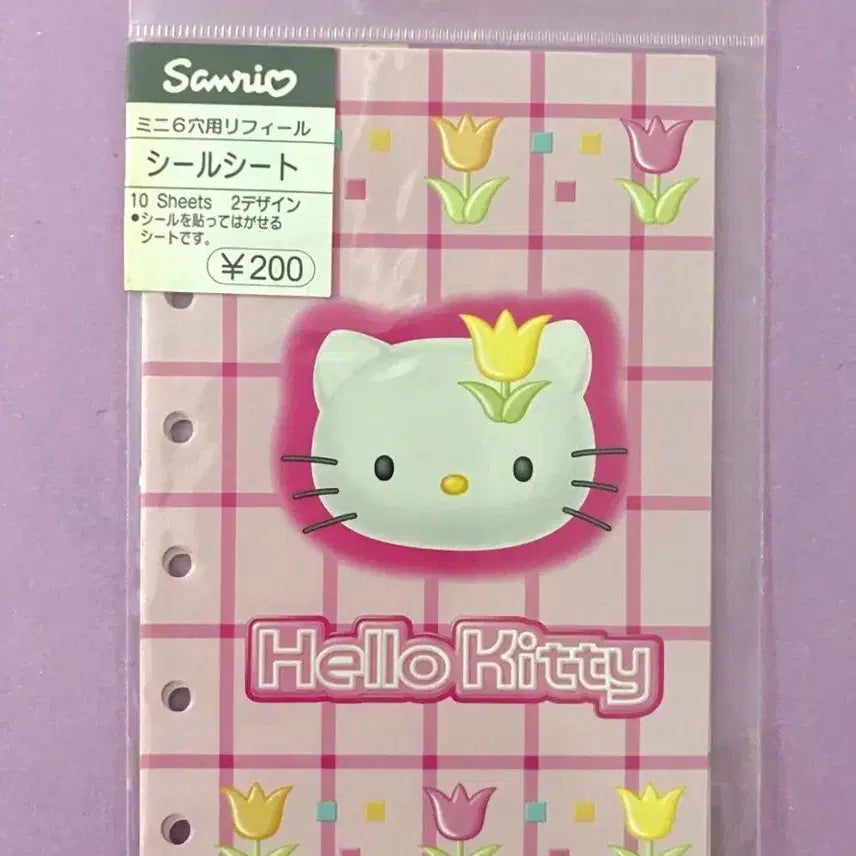 Sanrio
ミニ6穴用リフィール
シールシート
10 Sheets 2デザイン
●シールを貼ってはがせる
シートです。
¥200
Hello Kitty